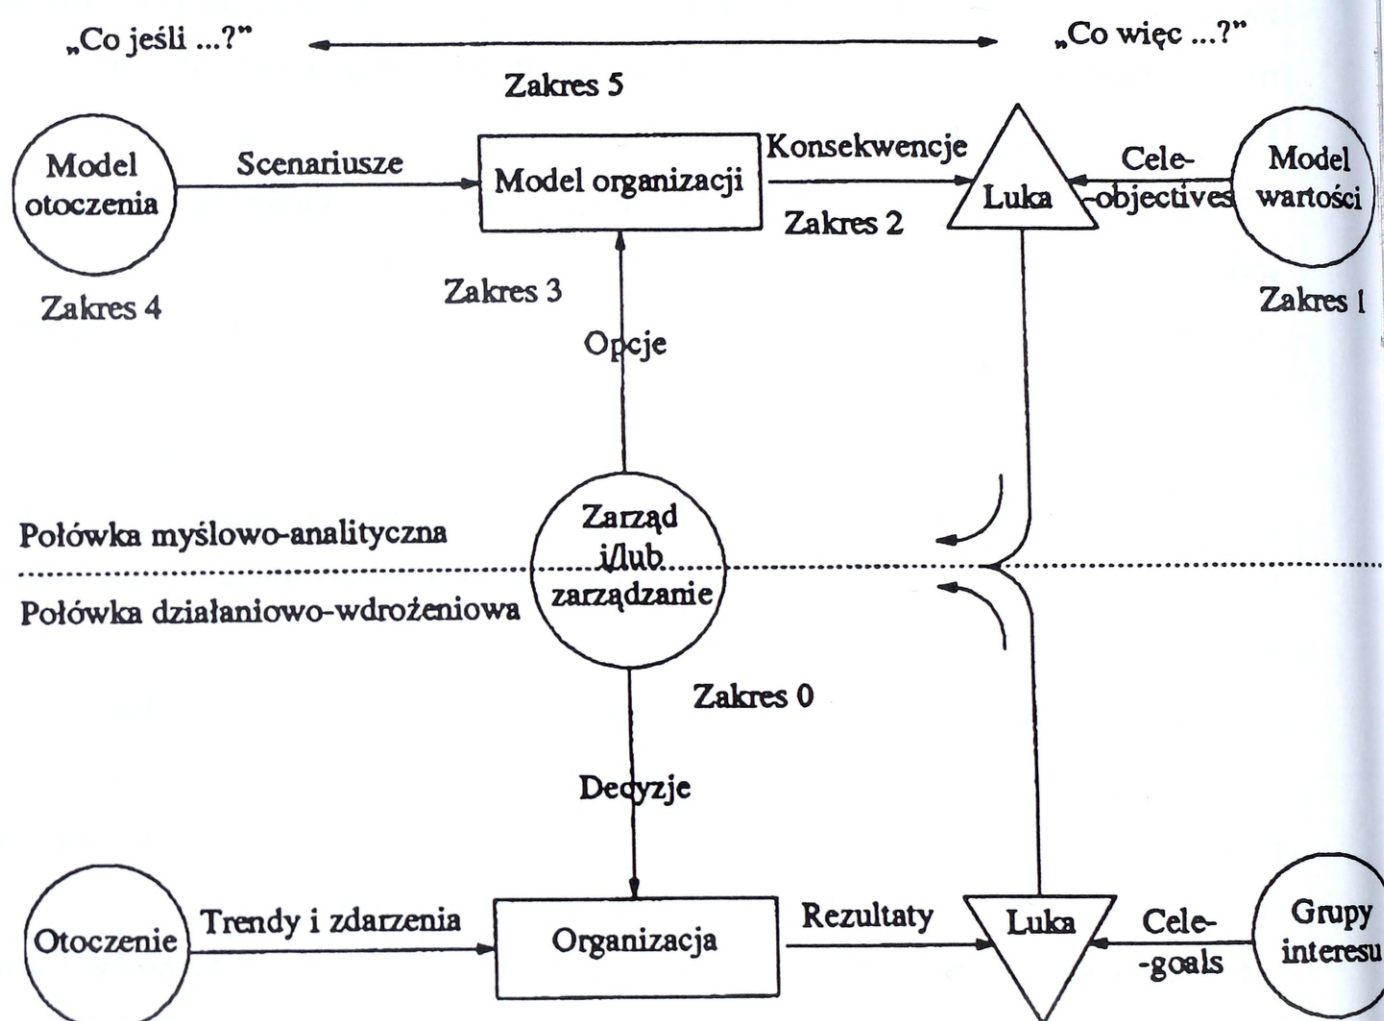 „Co jeśli ...?”
„Co więc ...?”
Zakres 5
Model
otoczenia
Scenariusze
Model organizacji
Konsekwencje
Luka
Cele-
-objectives
Model
wartości
Zakres 2
Zakres 4
Zakres 3
Zakres 1
Opcje
Połówka myślowo-analityczna
Zarząd
i/lub
zarządzanie
Połówka działaniowo-wdrożeniowa
Zakres 0
Decyzje
Otoczenie
Trendy i zdarzenia
Organizacja
Rezultaty
Luka
Cele-
-goals
Grupy
interesu